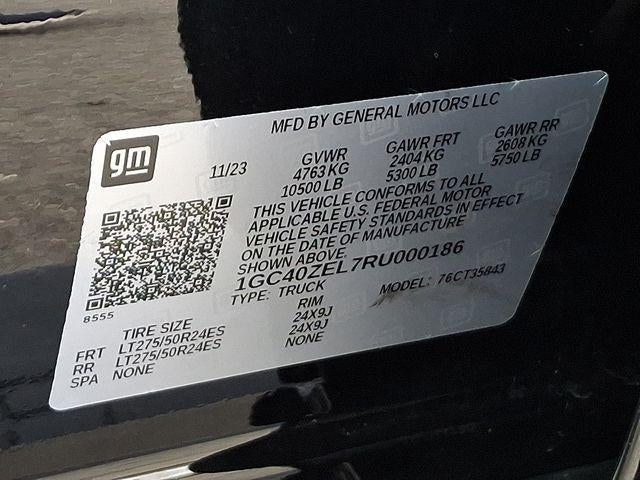 MFD BY GENERAL MOTORS LLC
gm
11/23
GVWR GAWR FRT GAWR RR
4763 KG 2404 KG 2608 KG
10500 LB 5300 LB 5750 LB
THIS VEHICLE CONFORMS TO ALL
APPLICABLE U.S. FEDERAL MOTOR
VEHICLE SAFETY STANDARDS IN EFFECT
ON THE DATE OF MANUFACTURE
SHOWN ABOVE.
1GC40ZEL7RU000186
TYPE: TRUCK MODEL: 76CT35843
8555
TIRE SIZE RIM
FRT LT275/50R24ES 24X9J
RR LT275/50R24ES 24X9J
SPA NONE NONE